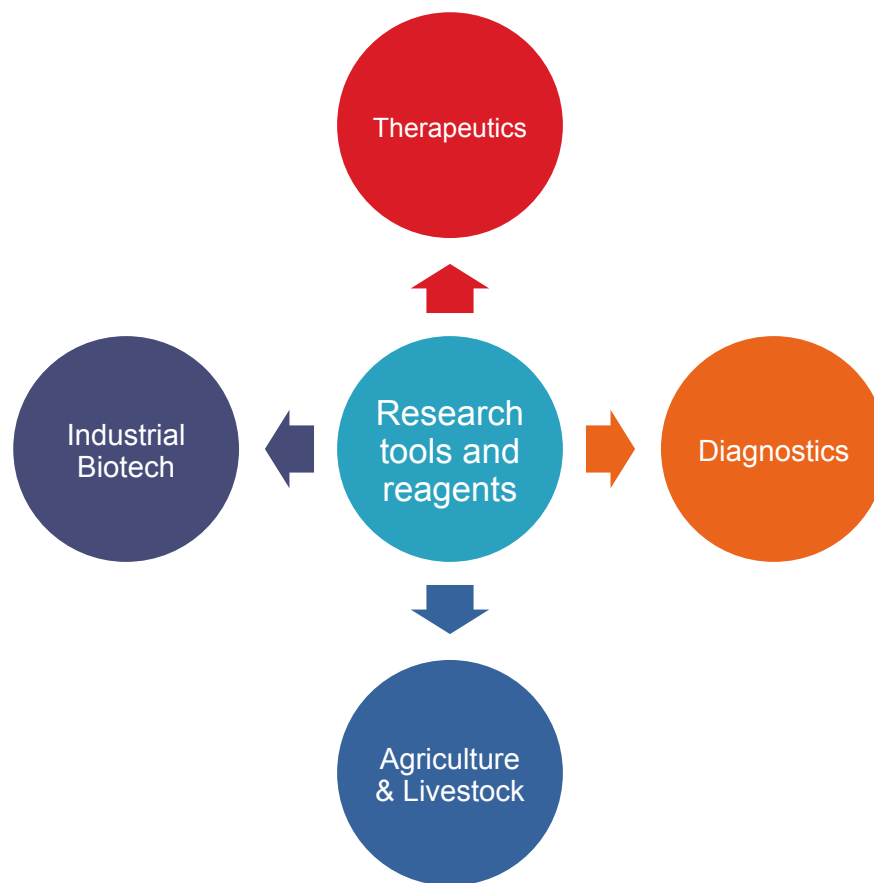 Therapeutics
Industrial
Biotech
Research
tools and
reagents
Diagnostics
Agriculture
& Livestock